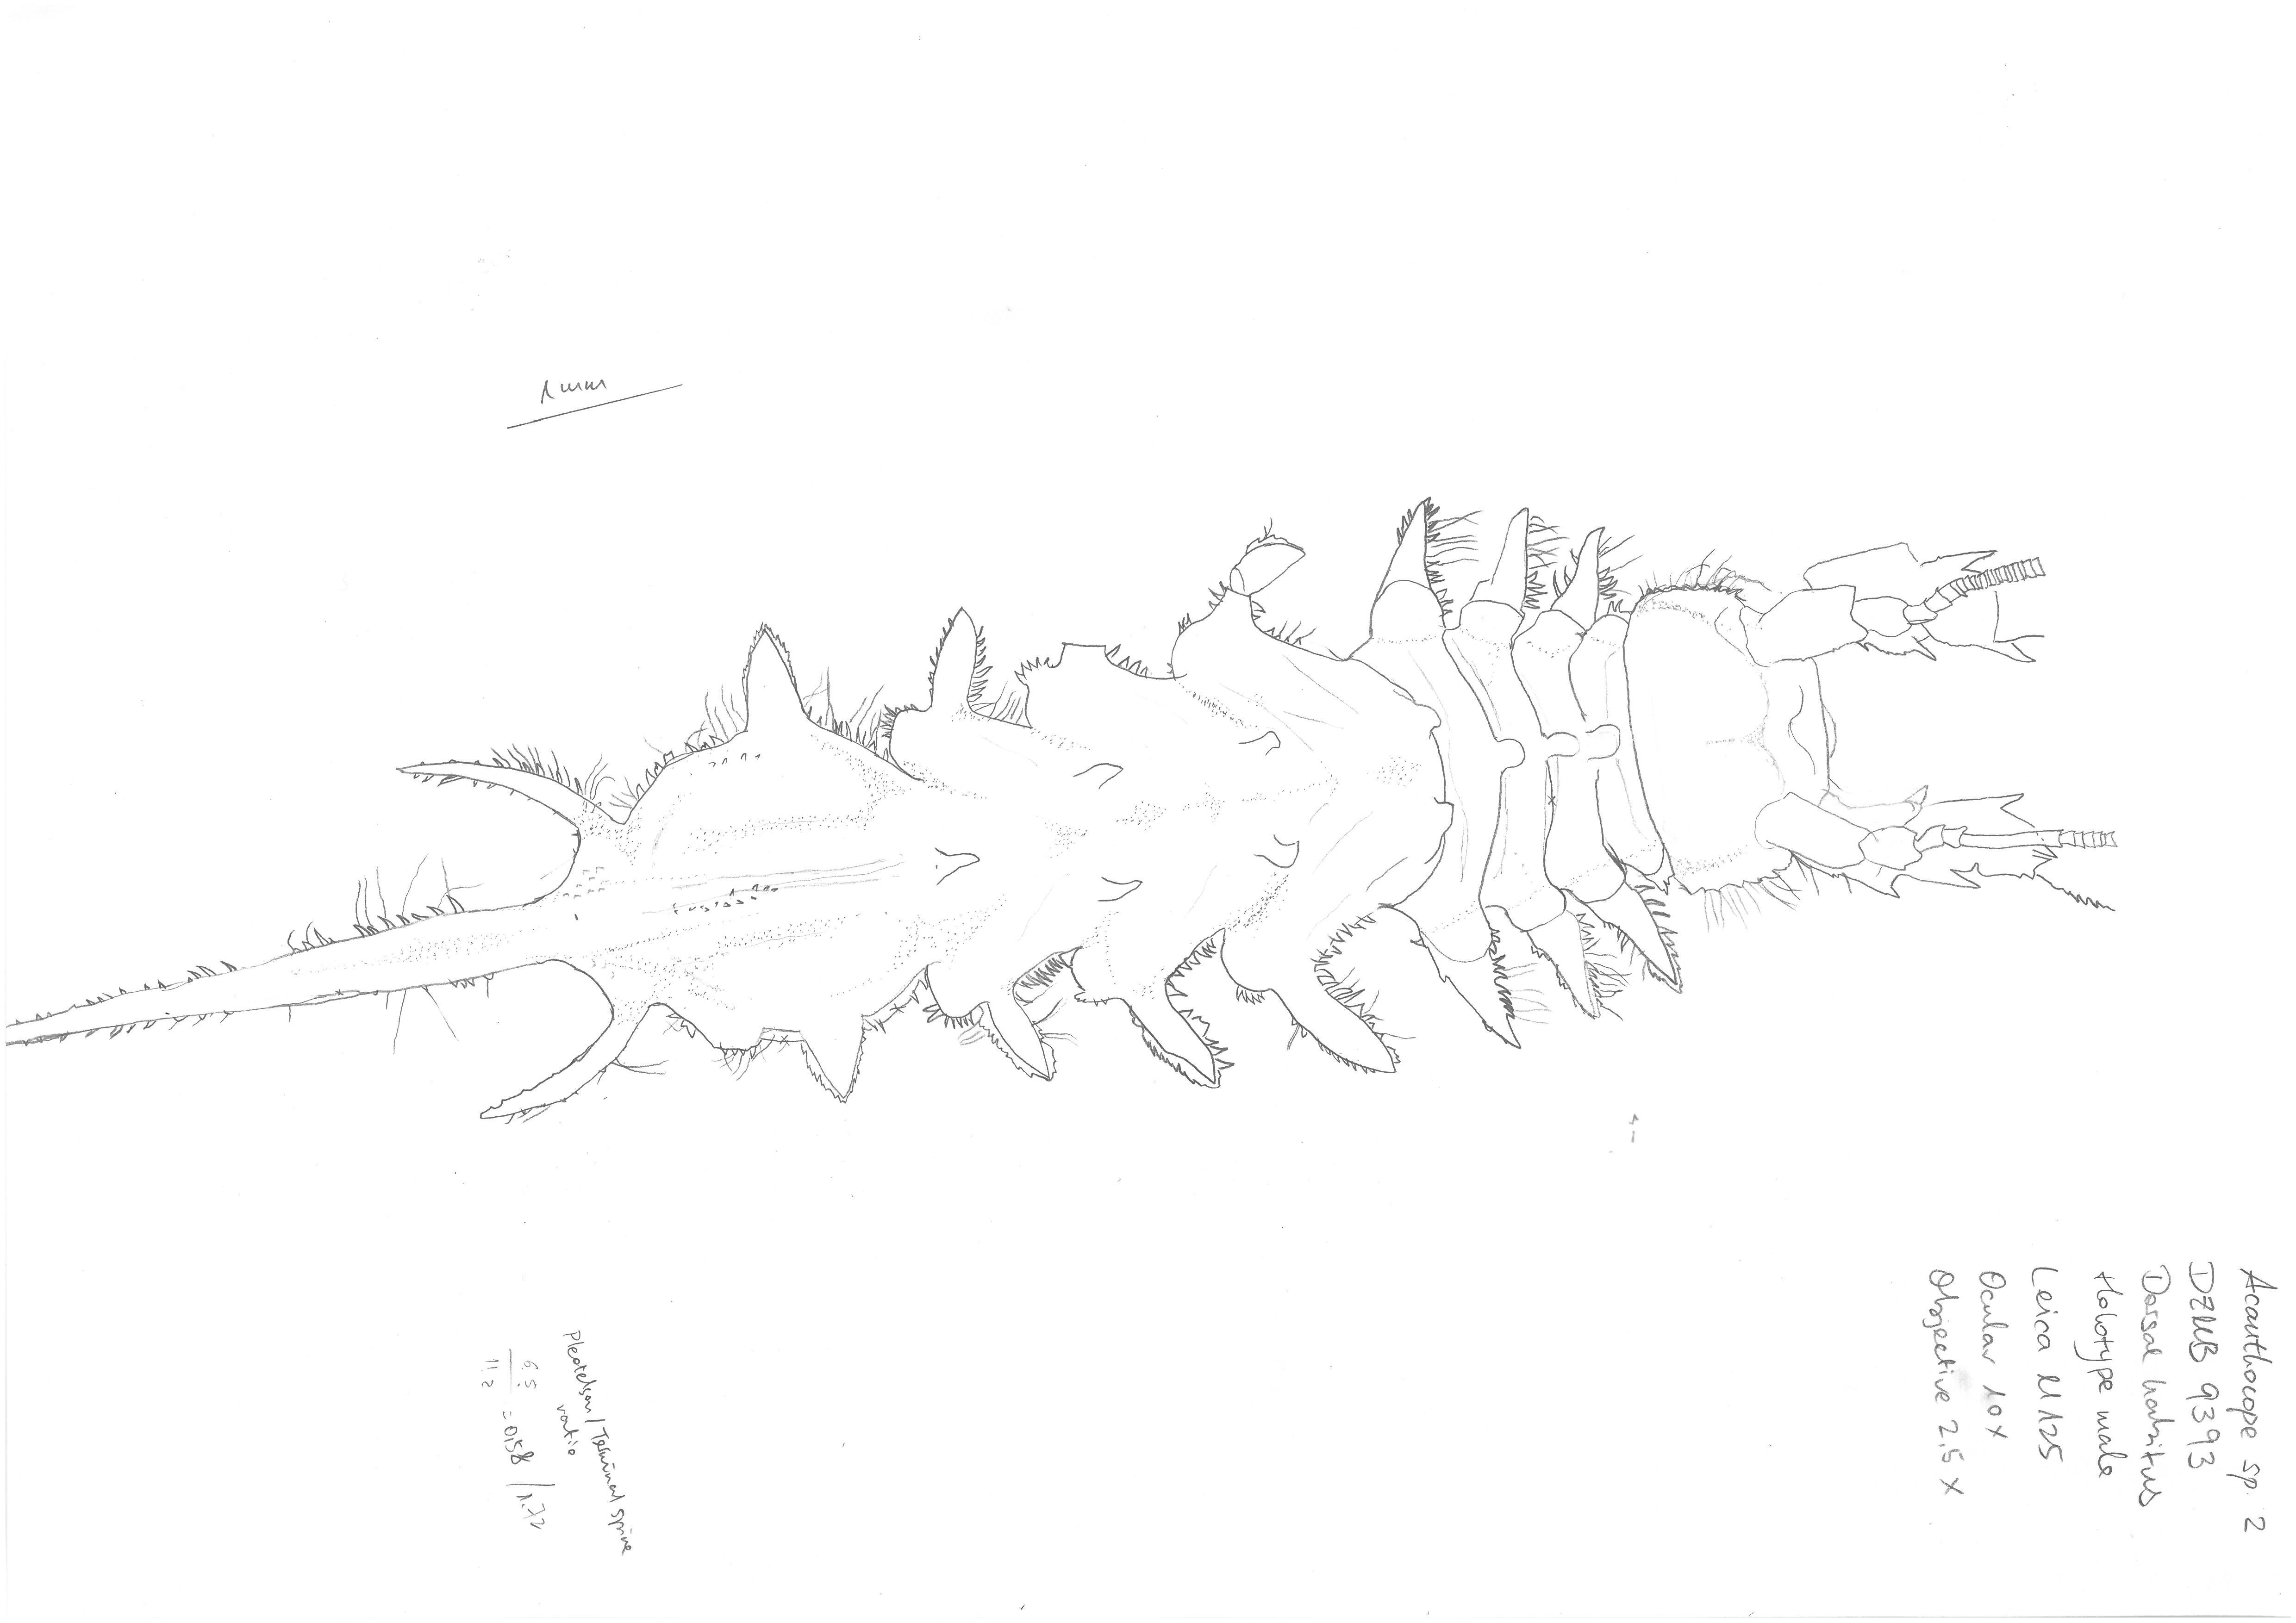 Acanthocope sp. 2
DZMB 9393
Dorsal habitus
Holotype male
Leica M125
Ocular 10x
Objective 2.5x
1 mm
Pleotelson/Terminal spine
ratio
6.5
11.2
=0,58 /1.72